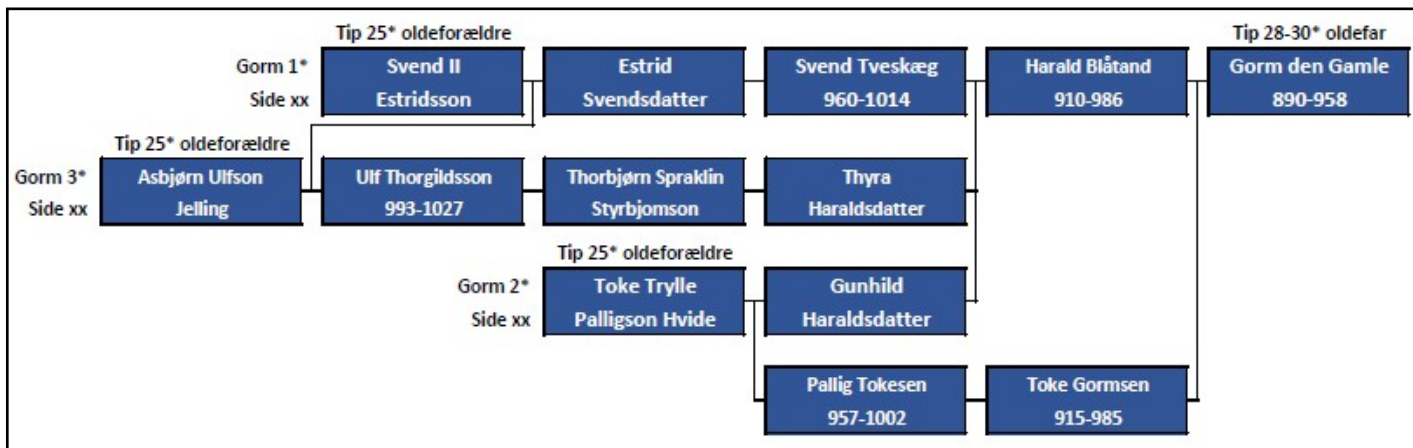 Tip 25* oldeforældre
Tip 28-30* oldefar
Gorm 1*
Side xx
Svend II
Estridsson
Estrid
Svendsdatter
Svend Tveskæg
960-1014
Harald Blåtand
910-986
Gorm den Gamle
890-958
Tip 25* oldeforældre
Gorm 3*
Side xx
Asbjørn Ulfson
Jelling
Ulf Thorgildsson
993-1027
Thorbjørn Spraklin
Styrbjomson
Thyra
Haraldsdatter
Tip 25* oldeforældre
Gorm 2*
Side xx
Toke Trylle
Palligson Hvide
Gunhild
Haraldsdatter
Pallig Tokesen
957-1002
Toke Gormsen
915-985